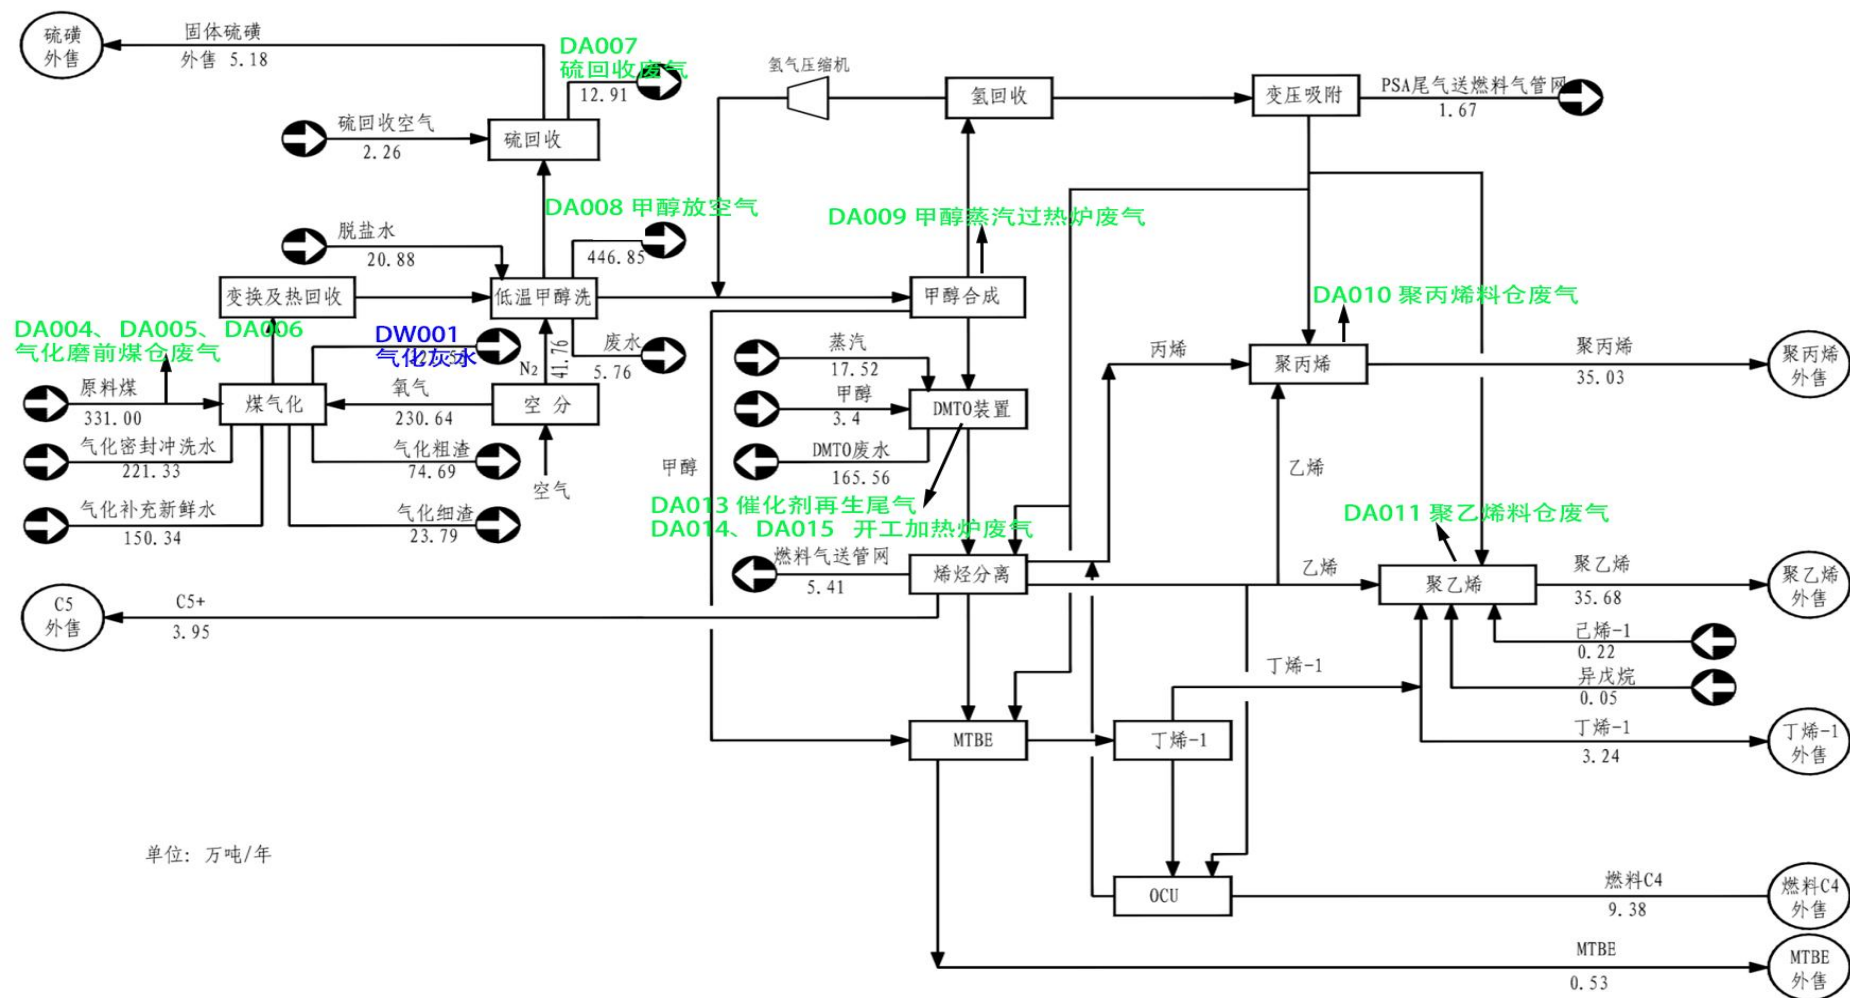 硫磺
外售
固体硫磺
外售 5.18
DA007
硫回收废气
12.91
硫回收空气
2.26
硫回收
氢气压缩机
氢回收
变压吸附
PSA尾气送燃料气管网
1.67
DA008 甲醇放空气
446.85
DA009 甲醇蒸汽过热炉废气
脱盐水
20.88
变换及热回收
低温甲醇洗
甲醇合成
DA010 聚丙烯料仓废气
DA004、DA005、DA006
气化磨前煤仓废气
DW001
气化灰水
N2
41.76
废水
5.76
原料煤
331.00
煤气化
氧气
230.64
空 分
空气
气化密封冲洗水
221.33
气化粗渣
74.69
气化补充新鲜水
150.34
气化细渣
23.79
蒸汽
17.52
甲醇
3.4
DMTO装置
DMTO废水
165.56
甲醇
丙烯
聚丙烯
聚丙烯
35.03
聚丙烯
外售
乙烯
DA013 催化剂再生尾气
DA014、DA015 开工加热炉废气
DA011 聚乙烯料仓废气
燃料气送管网
5.41
烯烃分离
乙烯
聚乙烯
聚乙烯
35.68
聚乙烯
外售
C5
外售
C5+
3.95
己烯-1
0.22
异戊烷
0.05
丁烯-1
丁烯-1
3.24
丁烯-1
外售
MTBE
丁烯-1
单位: 万吨/年
OCU
燃料C4
9.38
燃料C4
外售
MTBE
0.53
MTBE
外售